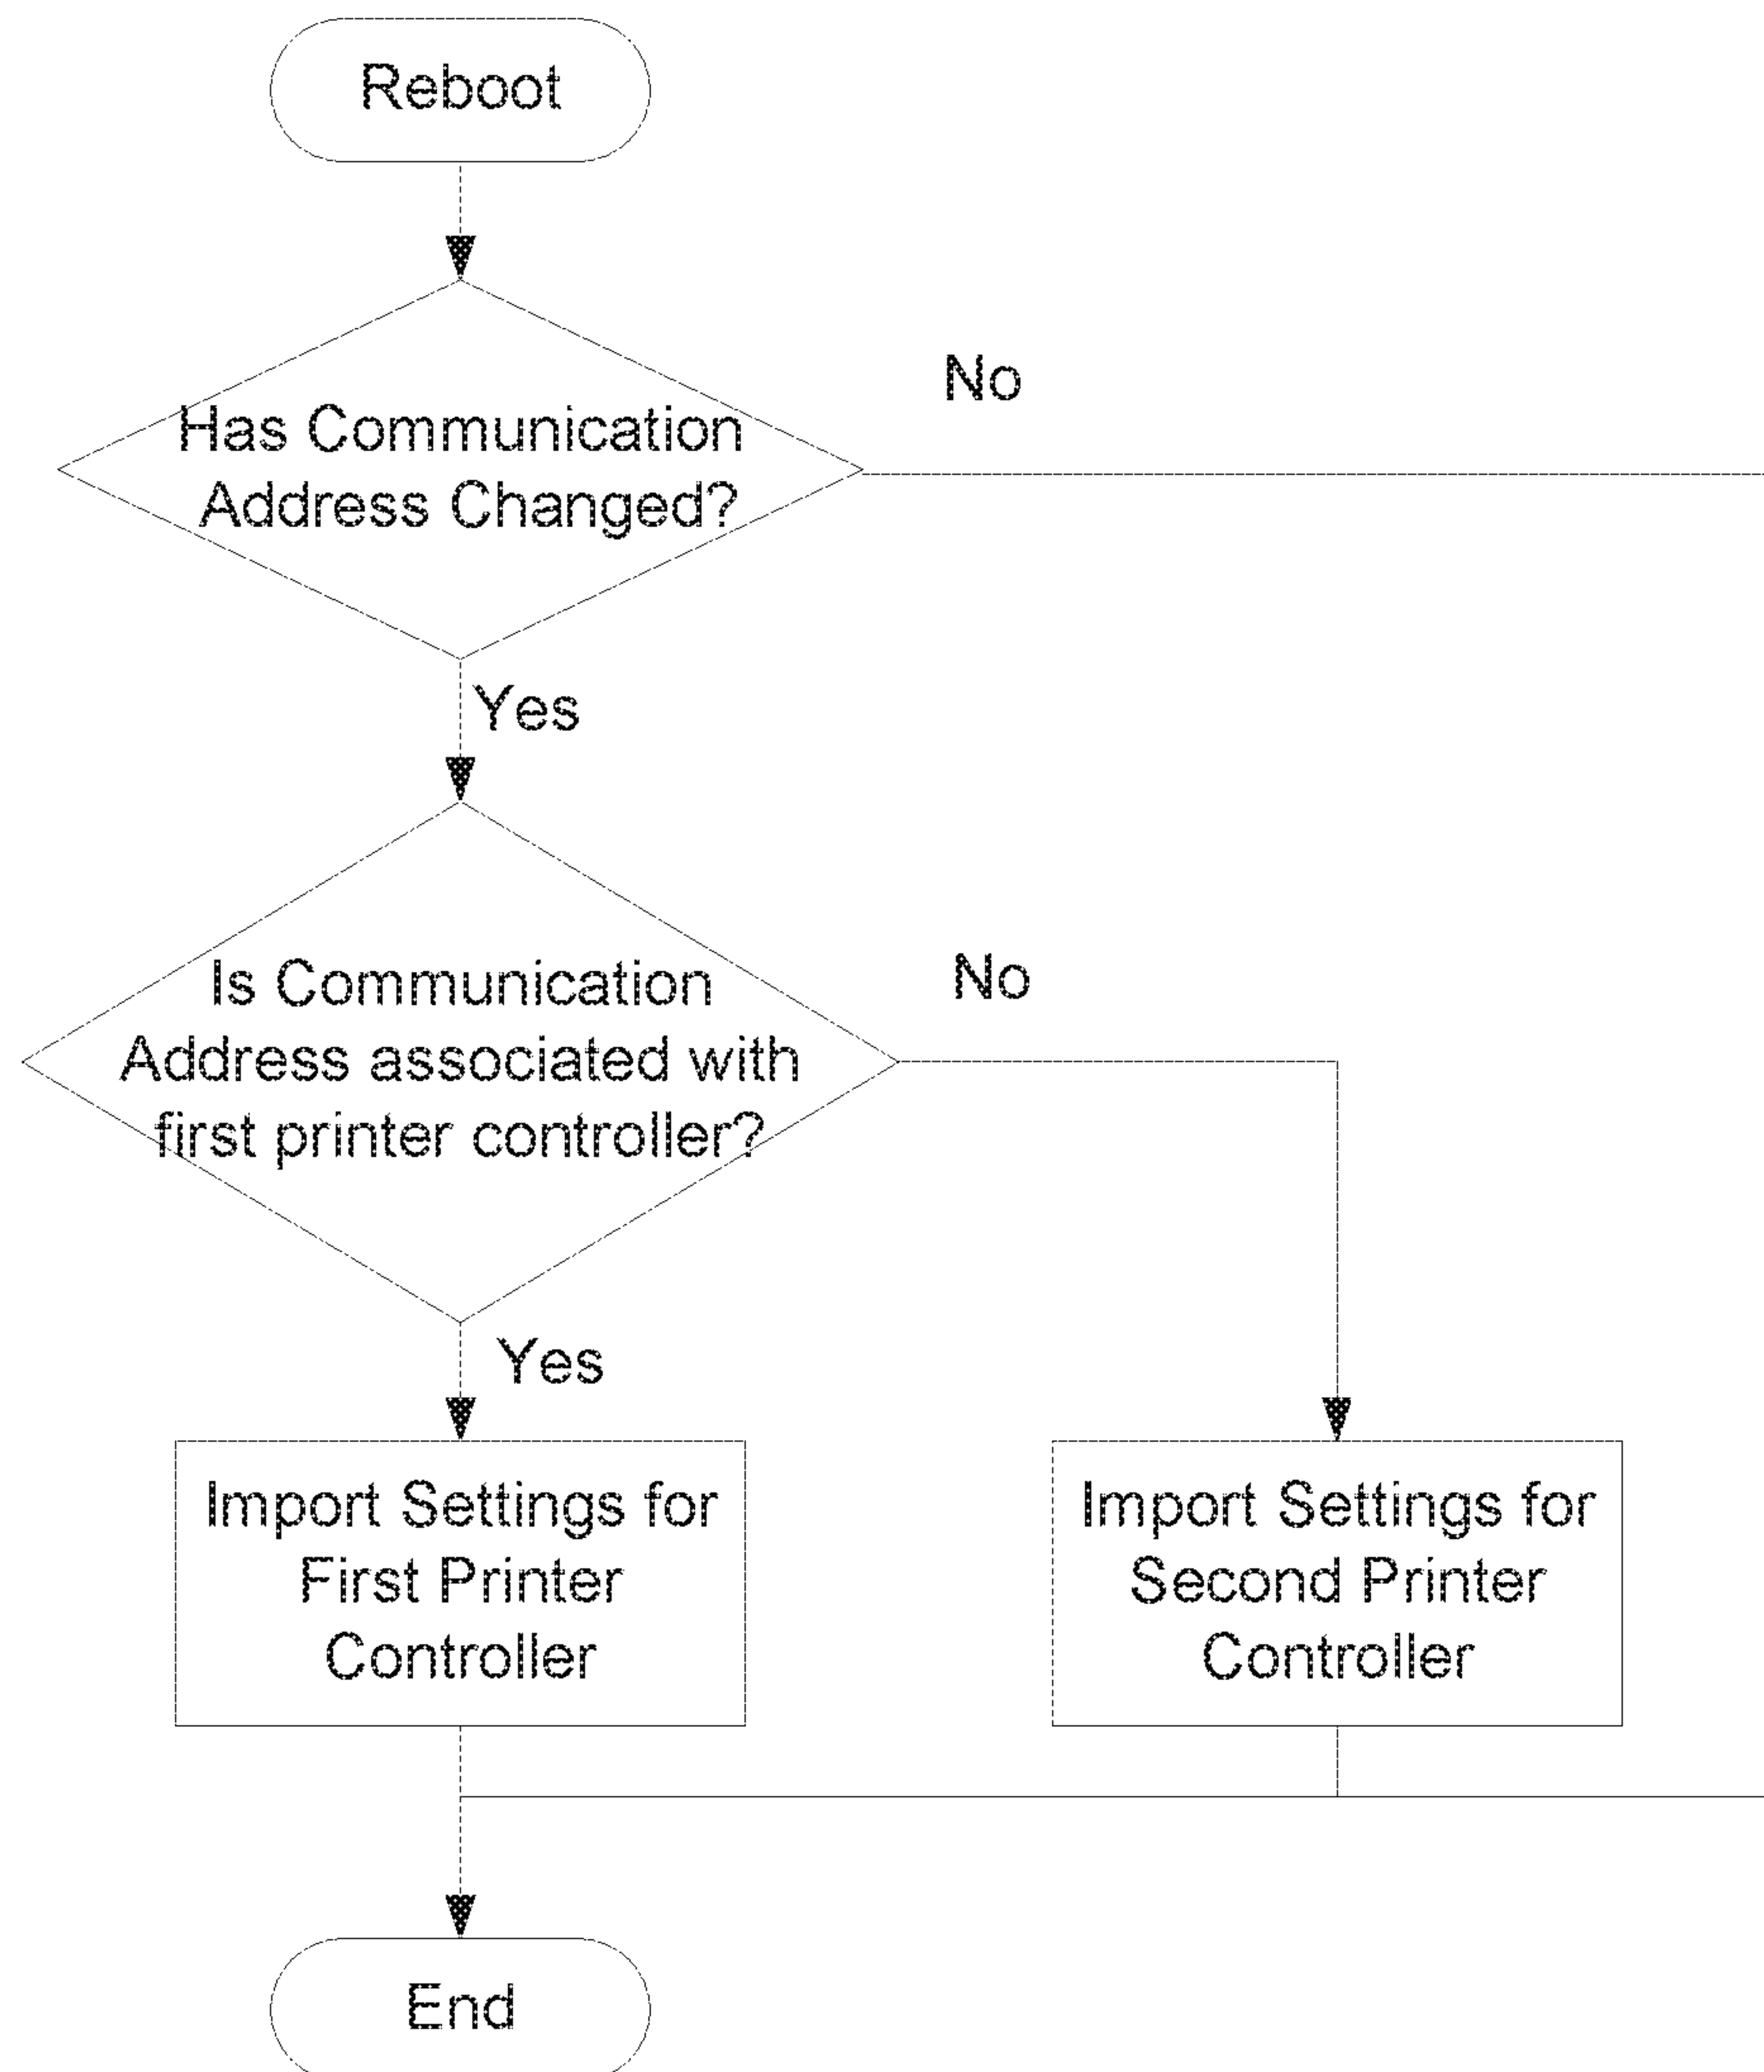 Reboot
Has Communication
Address Changed?
No
Yes
Is Communication
Address associated with
first printer controller?
No
Yes
Import Settings for
First Printer
Controller
Import Settings for
Second Printer
Controller
End